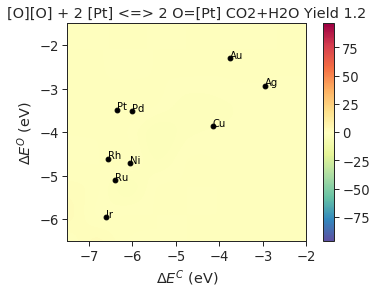 [O][O] + 2 [Pt] <=> 2 O=[Pt] CO2+H2O Yield 1.2
−2
−3
−4
−5
−6
ΔE^O (eV)
Au
Ag
Pt
Pd
Cu
Rh
Ni
Ru
Ir
−7
−6
−5
−4
−3
−2
ΔE^C (eV)
75
50
25
0
−25
−50
−75